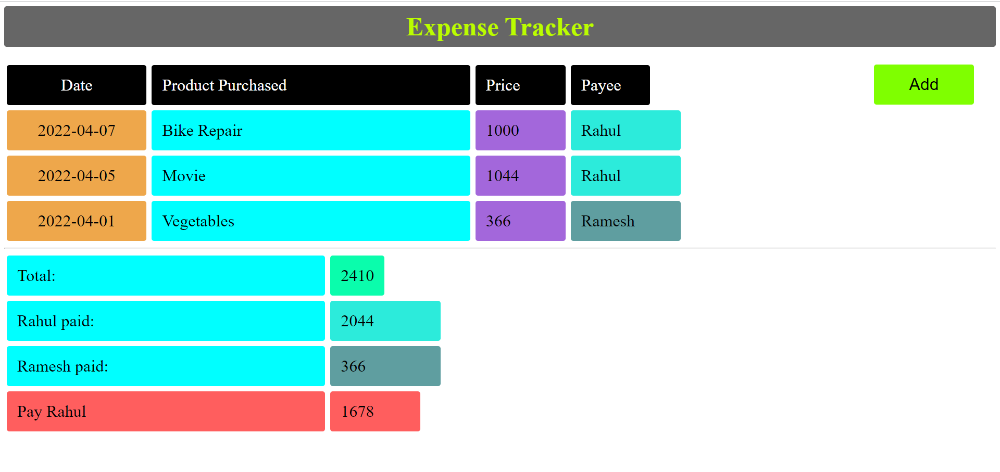 Expense Tracker
Date Product Purchased Price Payee Add
2022-04-07 Bike Repair 1000 Rahul
2022-04-05 Movie 1044 Rahul
2022-04-01 Vegetables 366 Ramesh
Total: 2410
Rahul paid: 2044
Ramesh paid: 366
Pay Rahul 1678